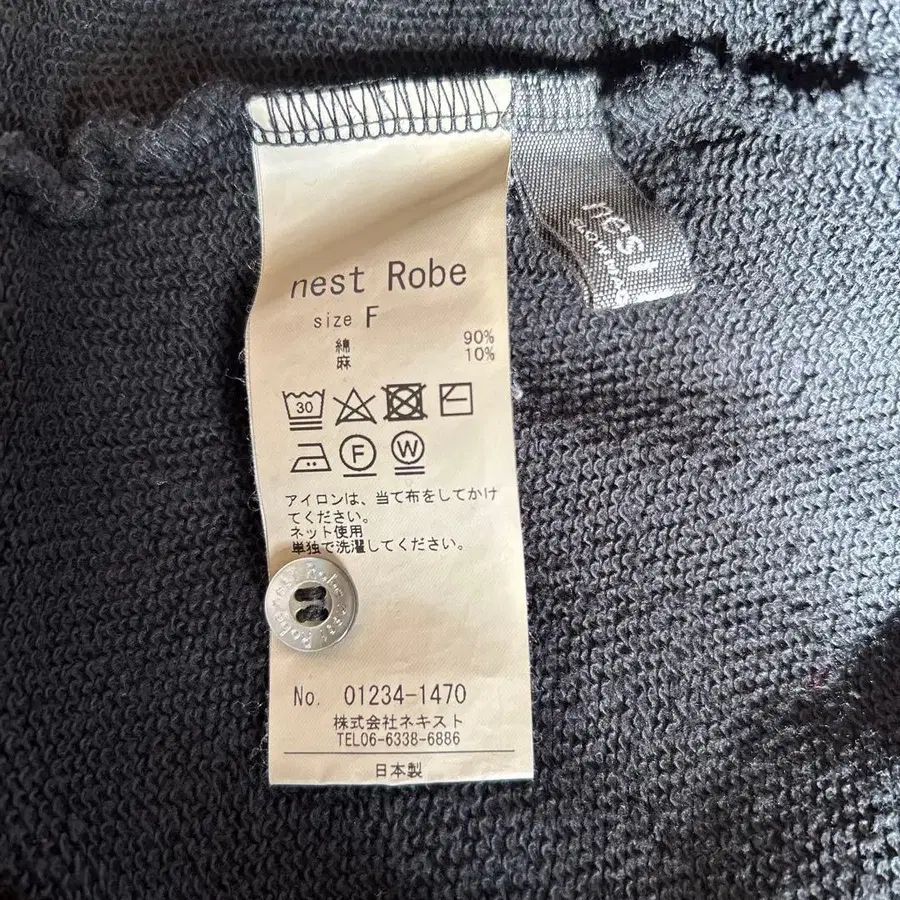 nest Robe
size F
綿 90%
麻 10%
30
F
W
アイロンは、当て布をしてかけ
てください。
ネット使用
単独で洗濯してください。
Robe
Robe
No. 01234-1470
株式会社ネキスト
TEL06-6338-6886
日本製
nest